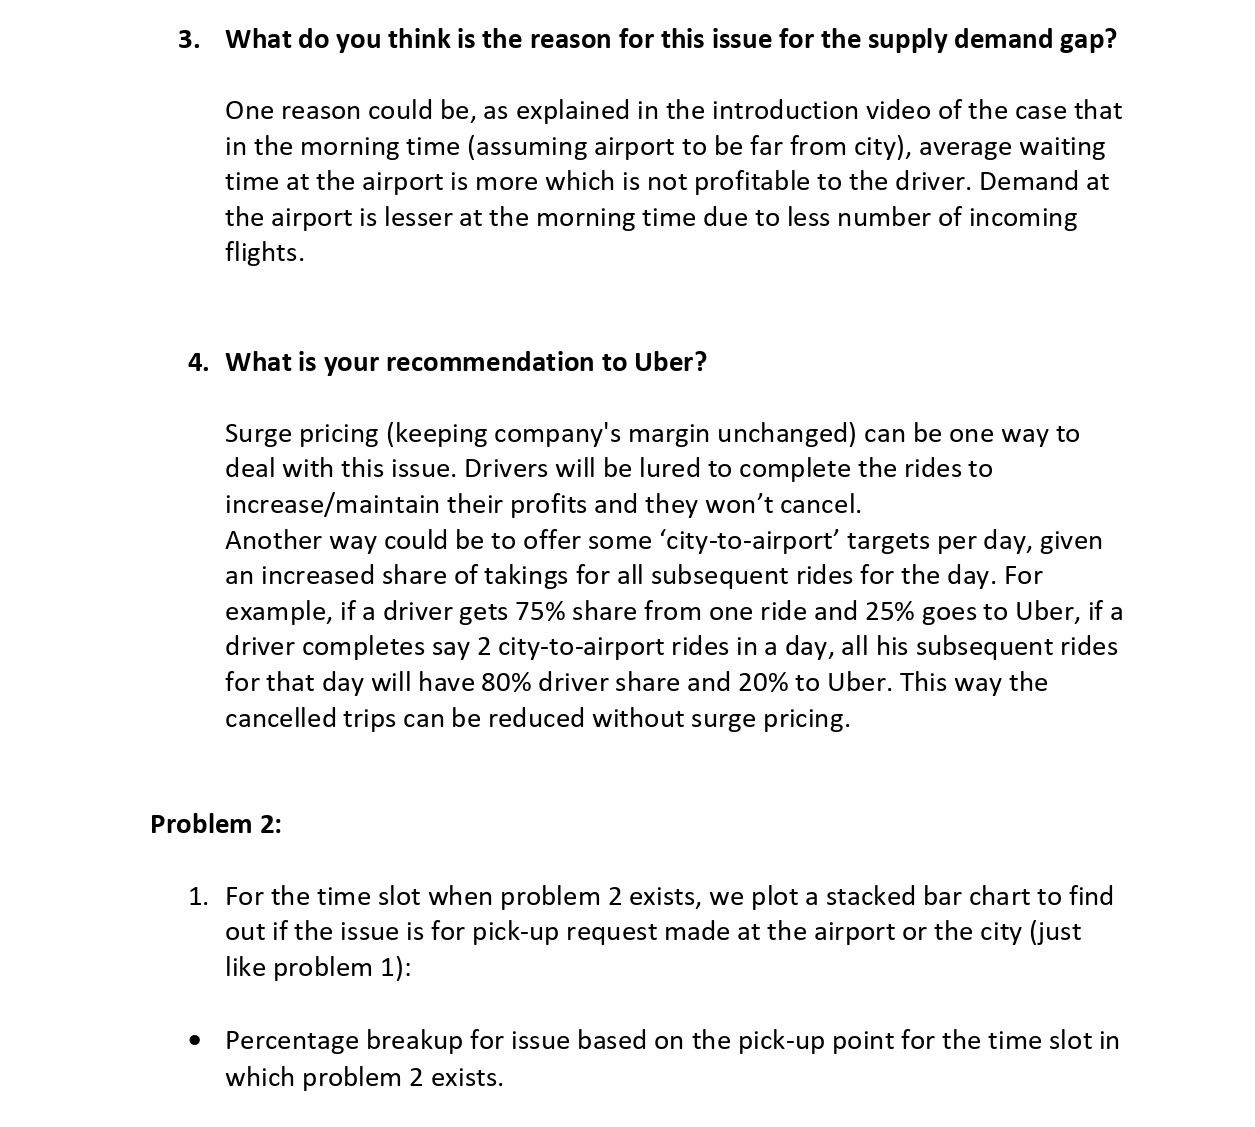 3. What do you think is the reason for this issue for the supply demand gap?
One reason could be, as explained in the introduction video of the case that
in the morning time (assuming airport to be far from city), average waiting
time at the airport is more which is not profitable to the driver. Demand at
the airport is lesser at the morning time due to less number of incoming
flights.
4. What is your recommendation to Uber?
Surge pricing (keeping company's margin unchanged) can be one way to
deal with this issue. Drivers will be lured to complete the rides to
increase/maintain their profits and they won’t cancel.
Another way could be to offer some ‘city-to-airport’ targets per day, given
an increased share of takings for all subsequent rides for the day. For
example, if a driver gets 75% share from one ride and 25% goes to Uber, if a
driver completes say 2 city-to-airport rides in a day, all his subsequent rides
for that day will have 80% driver share and 20% to Uber. This way the
cancelled trips can be reduced without surge pricing.
Problem 2:
1. For the time slot when problem 2 exists, we plot a stacked bar chart to find
out if the issue is for pick-up request made at the airport or the city (just
like problem 1):
• Percentage breakup for issue based on the pick-up point for the time slot in
which problem 2 exists.